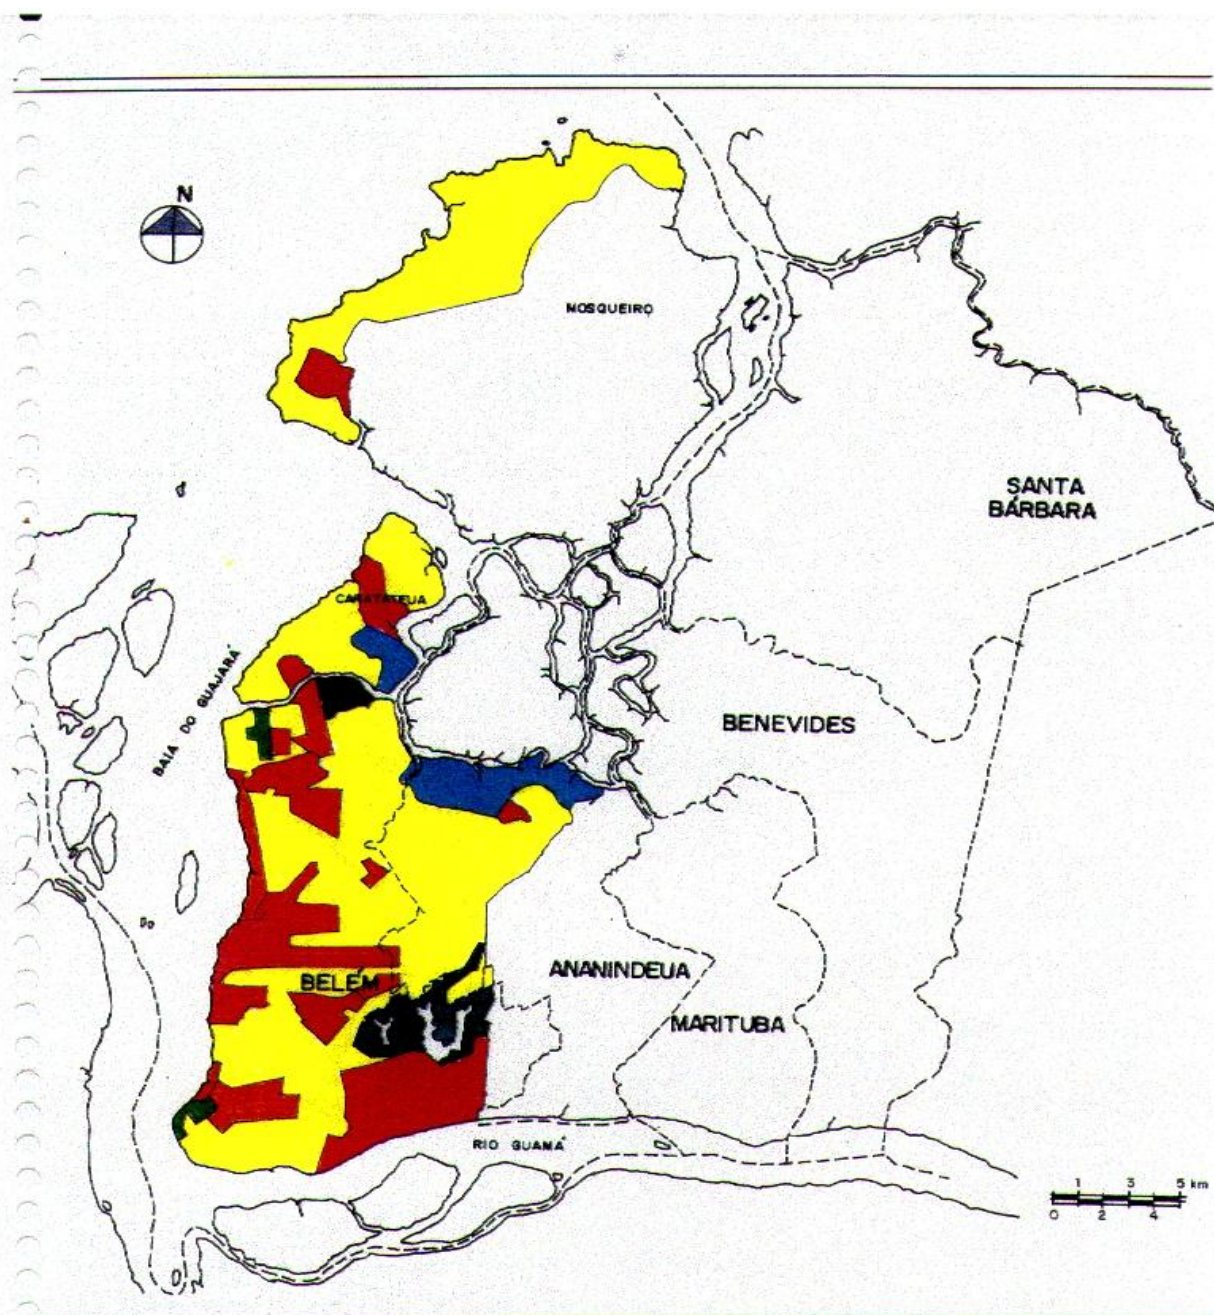 N
MOSQUEIRO
SANTA
BÁRBARA
CARATATEUA
BAIA DO GUAJARÁ
BENEVIDES
BELÉM
ANANINDEUA
MARITUBA
RIO GUAMÁ
1 3 5 km
0 2 4